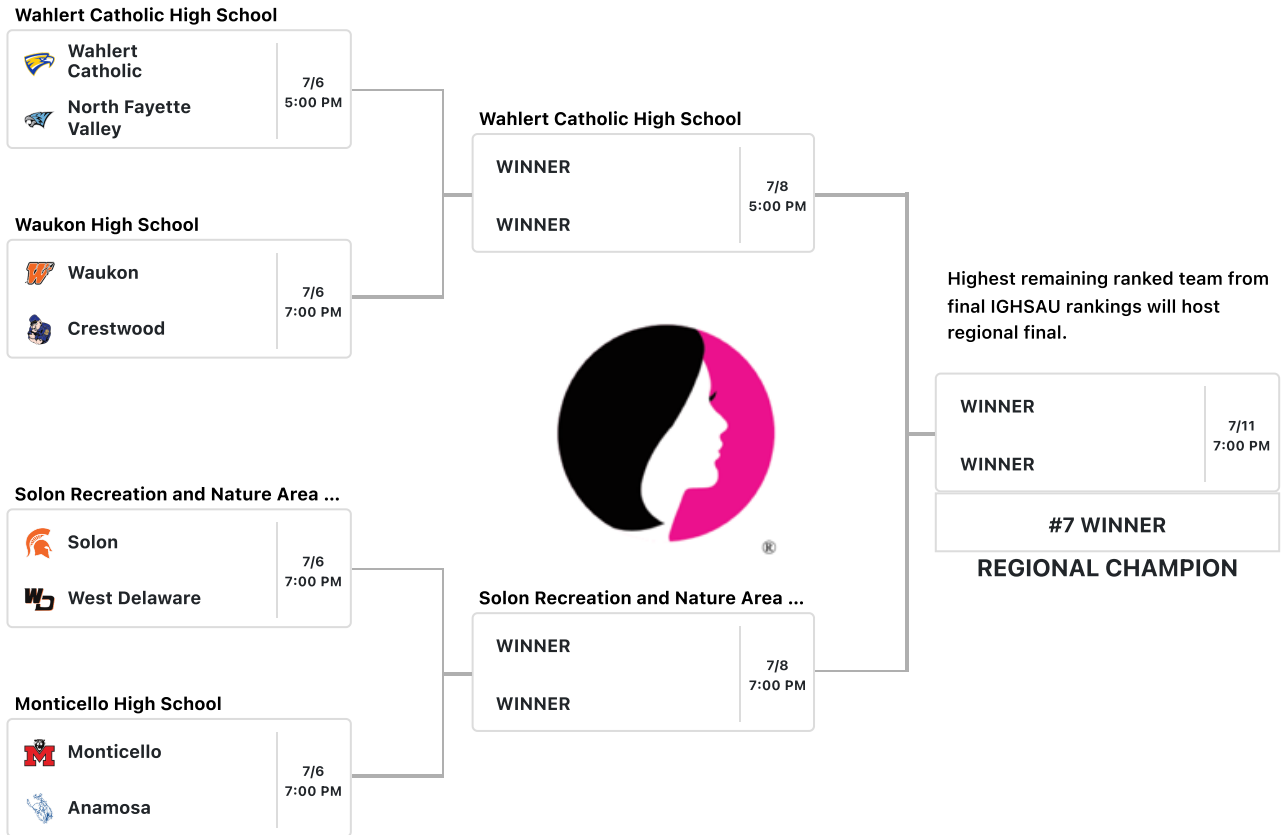 Wahlert Catholic High School
Wahlert
Catholic
North Fayette
Valley
7/6
5:00 PM
Waukon High School
Waukon
Crestwood
7/6
7:00 PM
Solon Recreation and Nature Area ...
Solon
West Delaware
7/6
7:00 PM
Monticello High School
Monticello
Anamosa
7/6
7:00 PM
Wahlert Catholic High School
WINNER
WINNER
7/8
5:00 PM
®
Solon Recreation and Nature Area ...
WINNER
WINNER
7/8
7:00 PM
Highest remaining ranked team from
final IGHSAU rankings will host
regional final.
WINNER
WINNER
7/11
7:00 PM
#7 WINNER
REGIONAL CHAMPION